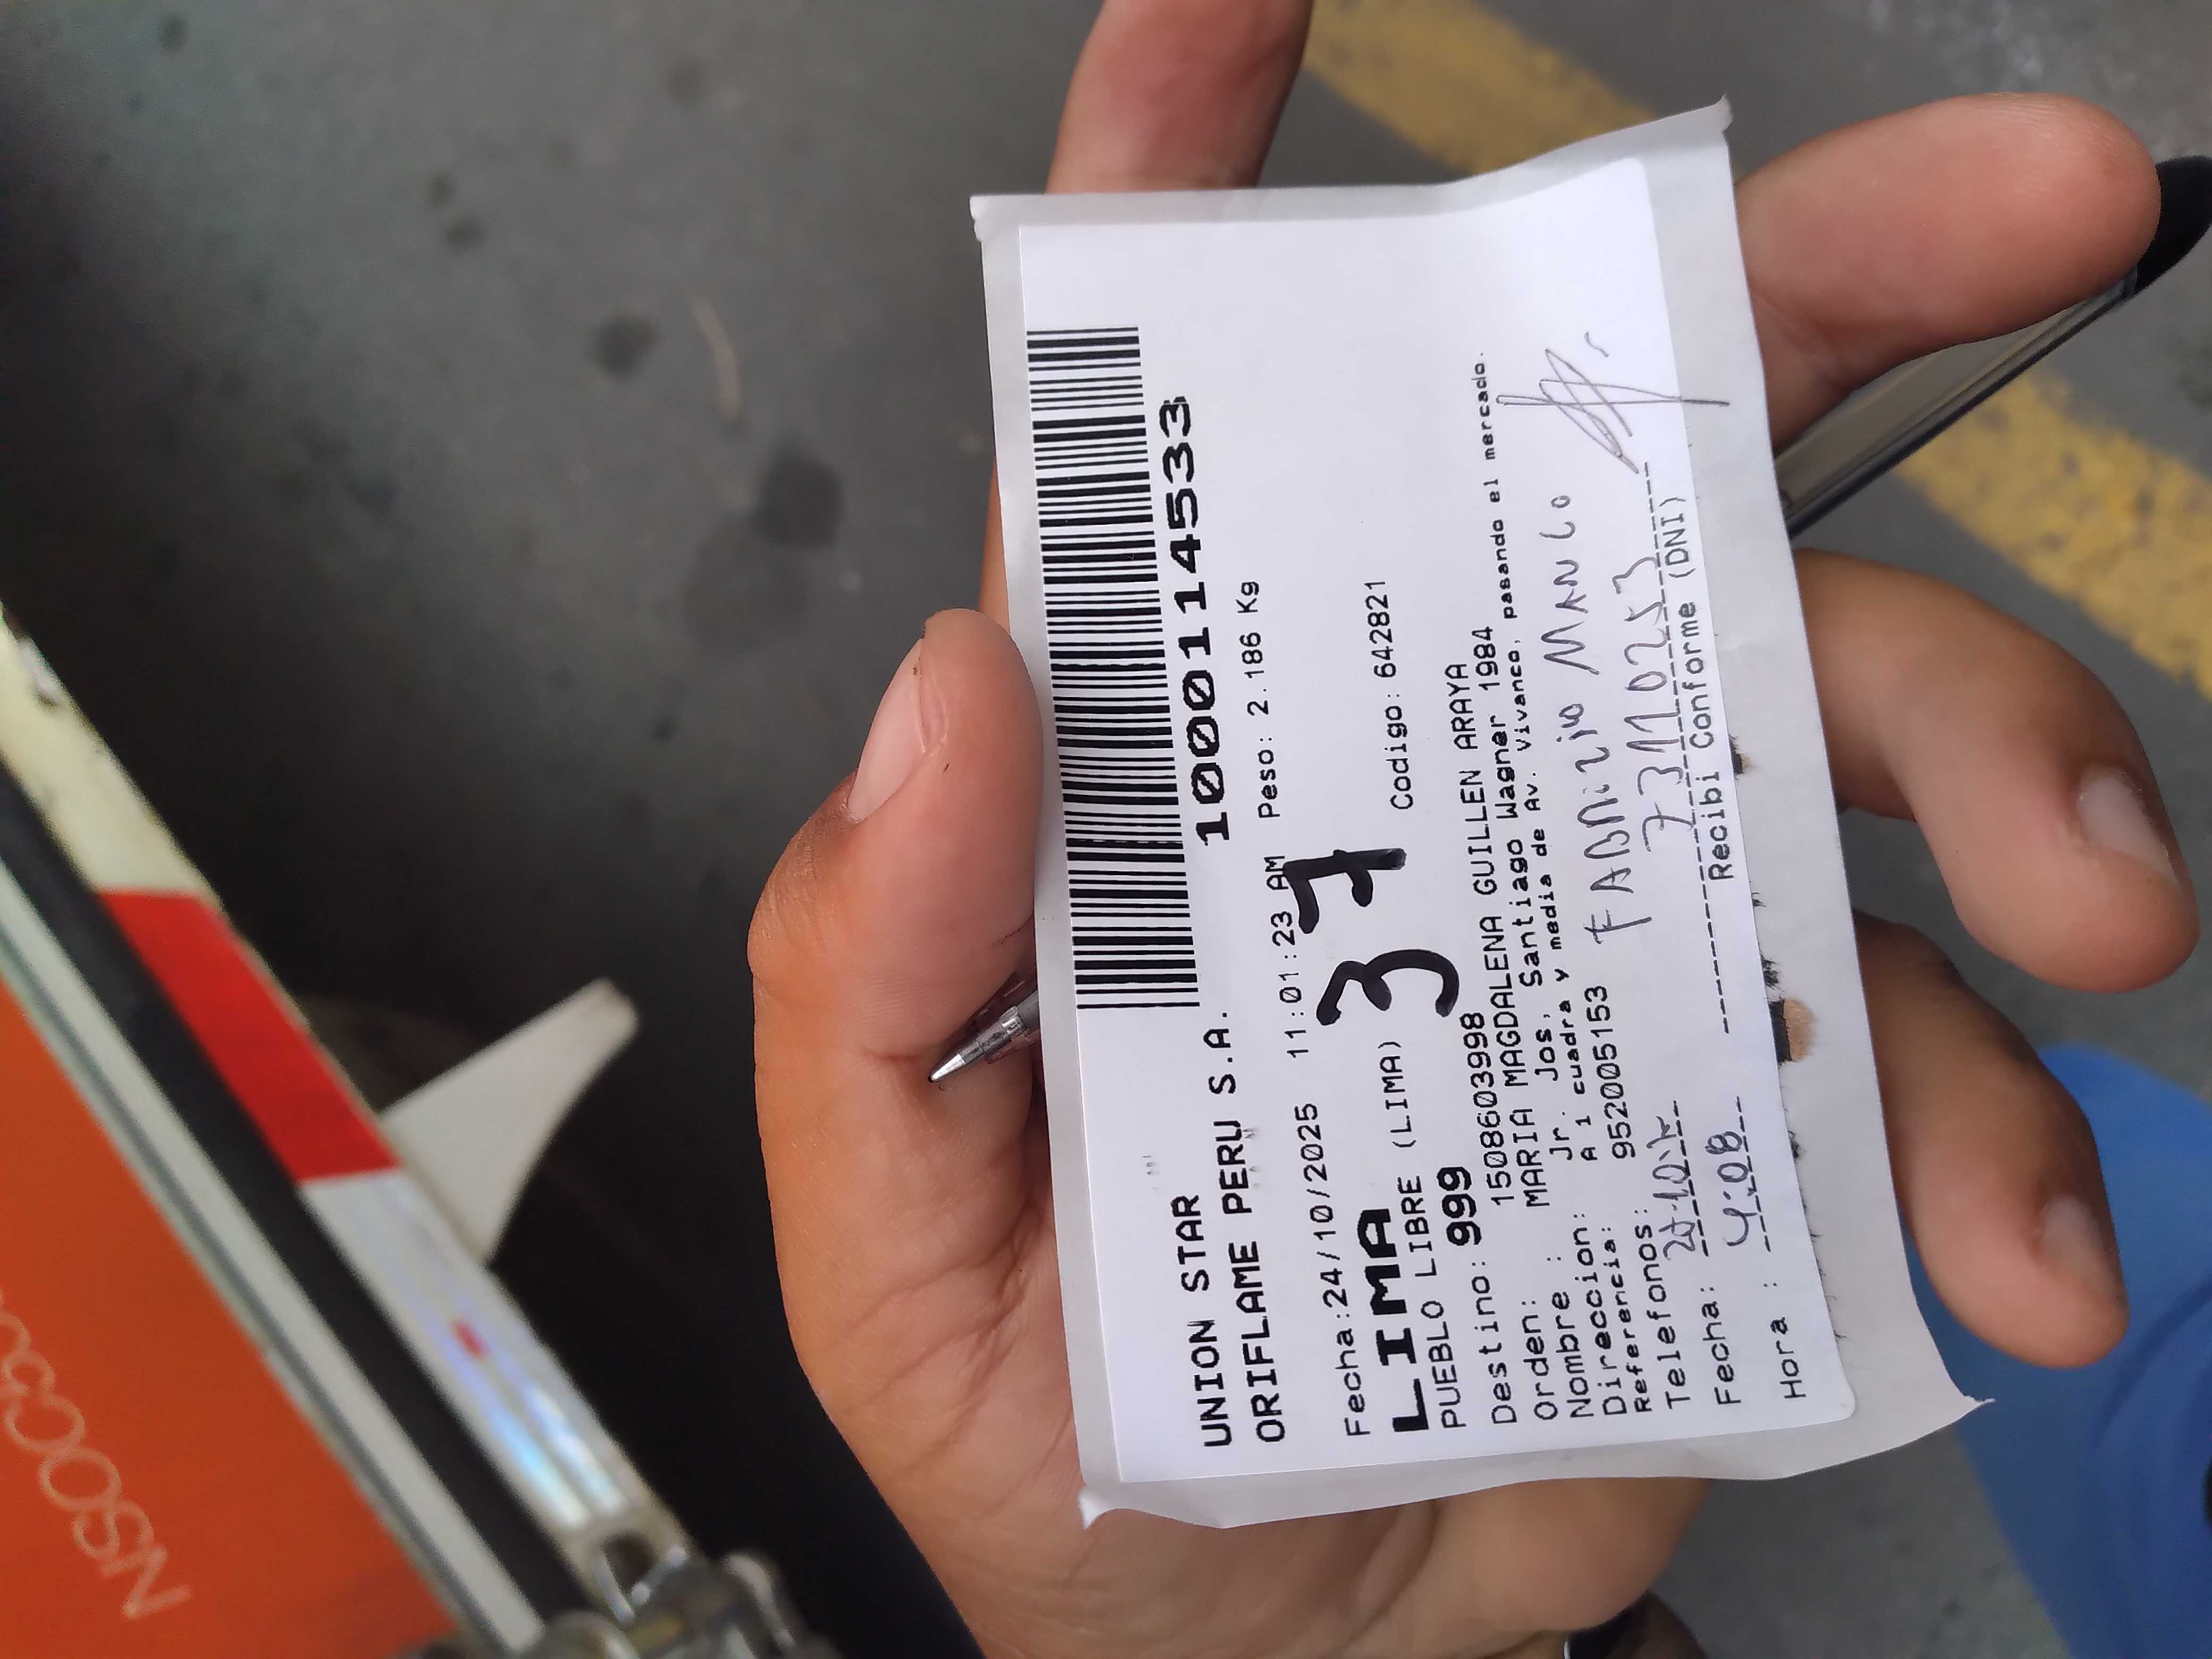 UNION STAR
ORIFLAME PERU S.A.
10001114533
Fecha:24/10/2025 11:01:23 AM Peso: 2.186 Kg
LIMA
PUEBLO LIBRE (LIMA) 37 Codigo: 642821
Destino: 999
Orden: 1508603998
Nombre : MARIA MAGDALENA GUILLEN ARAYA
Direccion: Jr. Jos, Santiago Wagner 1984
Referencia: A 1 cuadra y media de Av. Vivanco, pasando el mercado.
Telefonos: 952005153
FABRIZIO MANCO
Fecha:
73110253
Hora : 4:08
Recibi Conforme (DNI)